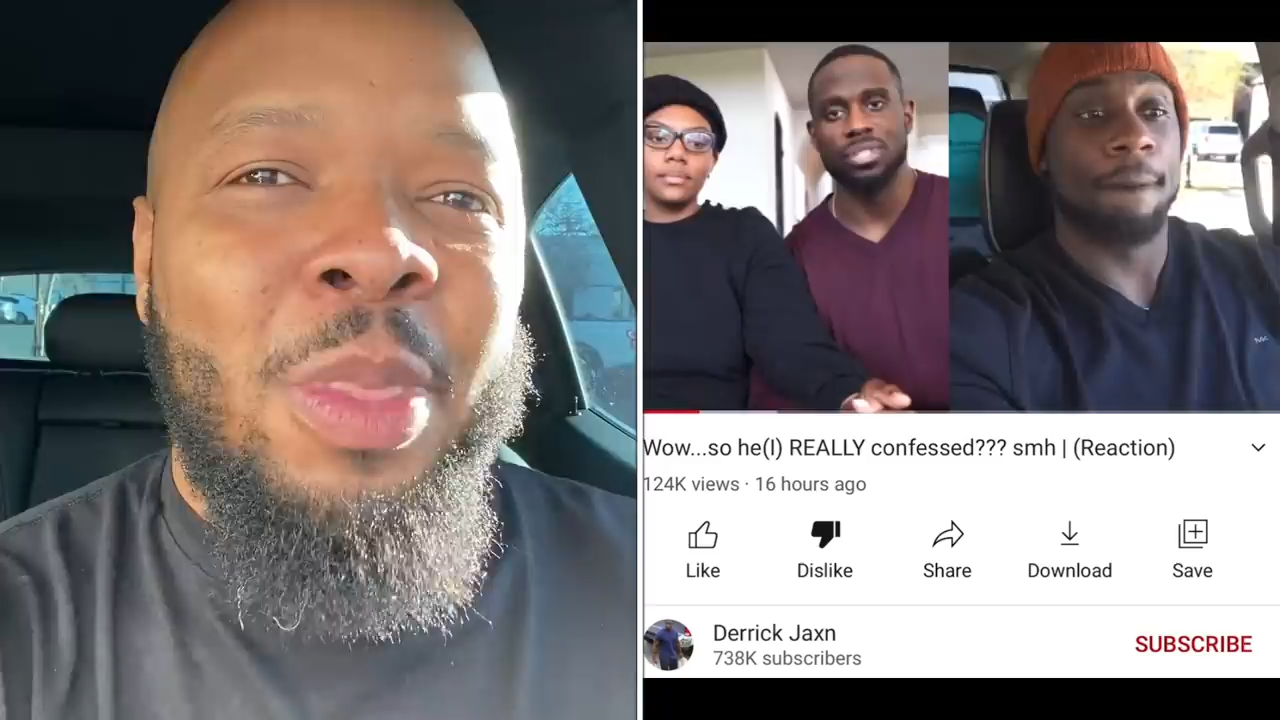 Wow...so he(I) REALLY confessed??? smh | (Reaction)
124K views · 16 hours ago
Like Dislike Share Download Save
Derrick Jaxn
738K subscribers
SUBSCRIBE